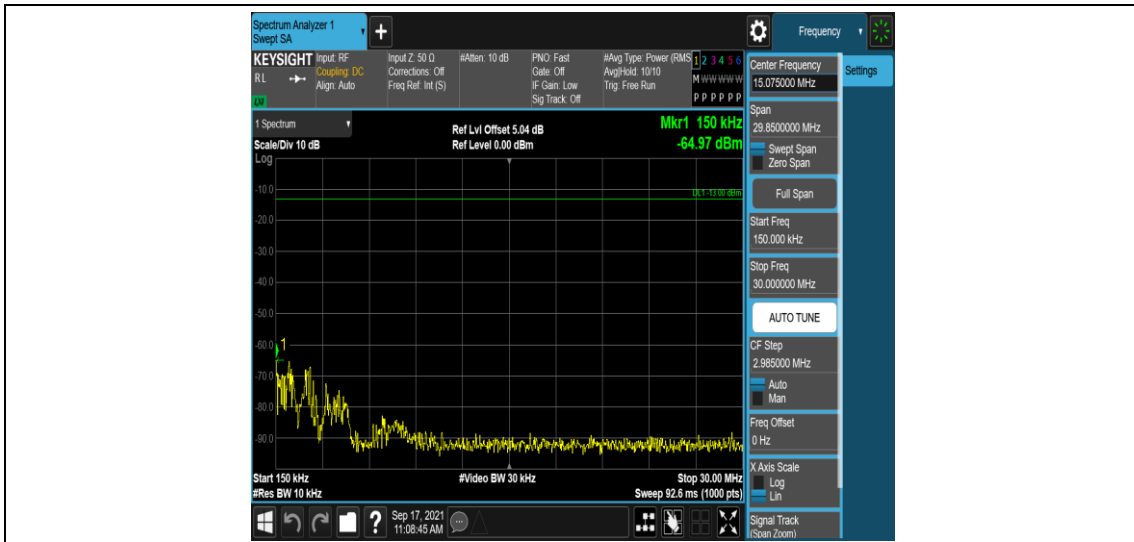 Spectrum Analyzer 1
Swept SA
+
Frequency
KEYSIGHT
RL
LXI
Input: RF
Coupling: DC
Align: Auto
Input Z: 50 Ω
Corrections: Off
Freq Ref: Int (S)
#Atten: 10 dB
PNO: Fast
Gate: Off
IF Gain: Low
Sig Track: Off
#Avg Type: Power (RMS
Avg|Hold: 10/10
Trig: Free Run
1 2 3 4 5 6
M W W W W W
P P P P P P
1 Spectrum
Scale/Div 10 dB
Ref Lvl Offset 5.04 dB
Ref Level 0.00 dBm
Mkr1 150 kHz
-64.97 dBm
Log
DL1 -13.00 dBm
-10.0
-20.0
-30.0
-40.0
-50.0
-60.0
1
-70.0
-80.0
-90.0
Start 150 kHz
#Res BW 10 kHz
#Video BW 30 kHz
Stop 30.00 MHz
Sweep 92.6 ms (1000 pts)
?
Sep 17, 2021
11:08:45 AM
Center Frequency
15.075000 MHz
Settings
Span
29.8500000 MHz
Swept Span
Zero Span
Full Span
Start Freq
150.000 kHz
Stop Freq
30.000000 MHz
AUTO TUNE
CF Step
2.985000 MHz
Auto
Man
Freq Offset
0 Hz
X Axis Scale
Log
Lin
Signal Track
(Span Zoom)